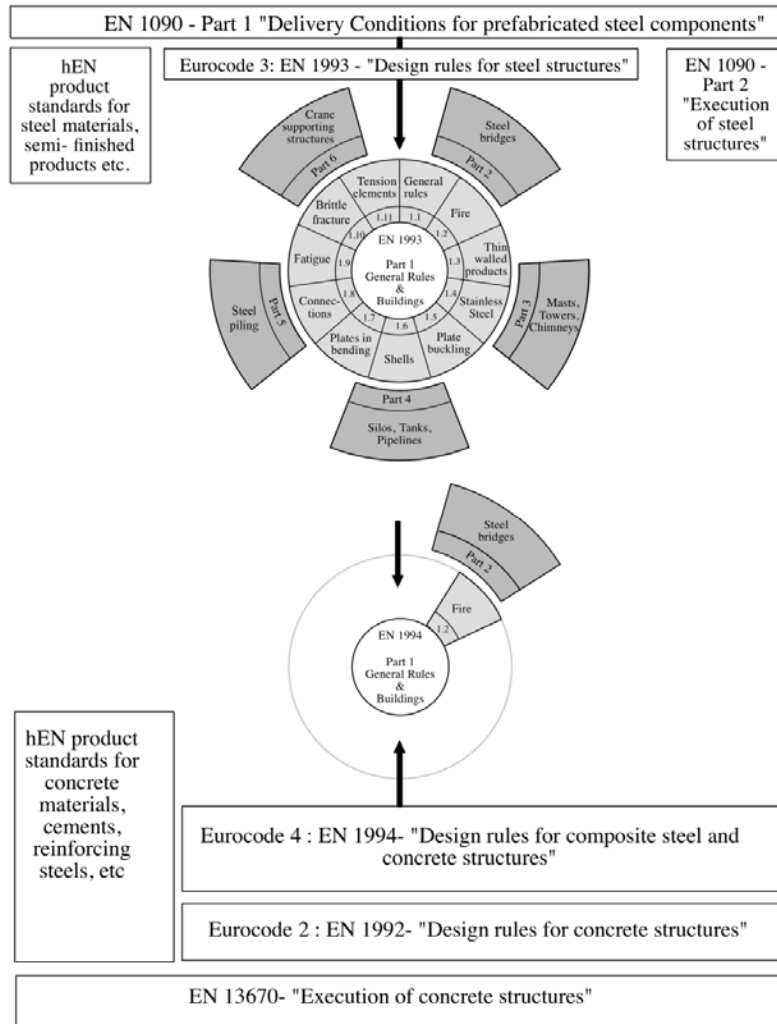 EN 1090 - Part 1 "Delivery Conditions for prefabricated steel components"
hEN
product
standards for
steel materials,
semi- finished
products etc.
Eurocode 3: EN 1993 - "Design rules for steel structures"
EN 1090 -
Part 2
"Execution
of steel
structures"
Crane
supporting
structures
Part 6
Steel
bridges
Part 2
Tension
elements
1.11
General
rules
1.1
Brittle
fracture
1.10
Fire
1.2
Fatigue
1.9
Thin
walled
products
1.3
Connec-
tions
1.8
Stainless
Steel
1.4
Plates in
bending
1.7
Shells
1.6
Plate
buckling
1.5
EN 1993
Part 1
General Rules
&
Buildings
Steel
piling
Part 5
Part 3
Masts,
Towers,
Chimneys
Part 4
Silos, Tanks,
Pipelines
Steel
bridges
Part 2
Fire
1.2
EN 1994
Part 1
General Rules
&
Buildings
hEN product
standards for
concrete
materials,
cements,
reinforcing
steels, etc
Eurocode 4 : EN 1994- "Design rules for composite steel and
concrete structures"
Eurocode 2 : EN 1992- "Design rules for concrete structures"
EN 13670- "Execution of concrete structures"